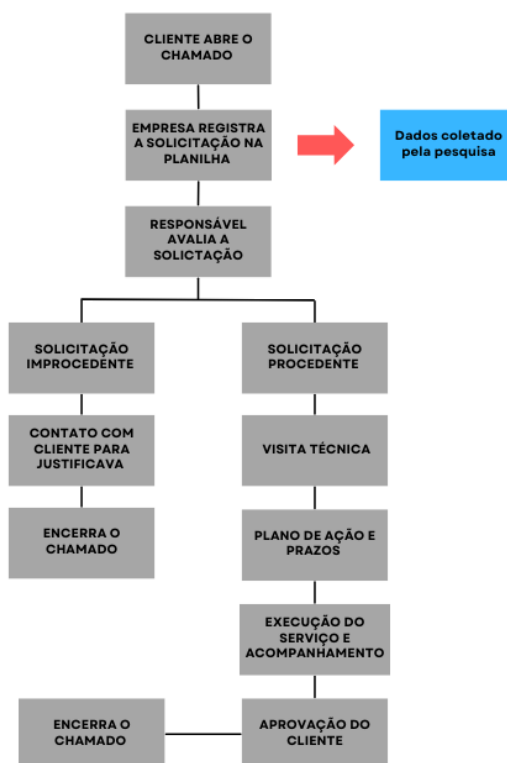 CLIENTE ABRE O
CHAMADO
EMPRESA REGISTRA
A SOLICITAÇÃO NA
PLANILHA
Dados coletado
pela pesquisa
RESPONSÁVEL
AVALIA A
SOLICTAÇÃO
SOLICITAÇÃO
IMPROCEDENTE
SOLICITAÇÃO
PROCEDENTE
CONTATO COM
CLIENTE PARA
JUSTIFICAVA
VISITA TÉCNICA
ENCERRA O
CHAMADO
PLANO DE AÇÃO E
PRAZOS
EXECUÇÃO DO
SERVIÇO E
ACOMPANHAMENTO
ENCERRA O
CHAMADO
APROVAÇÃO DO
CLIENTE